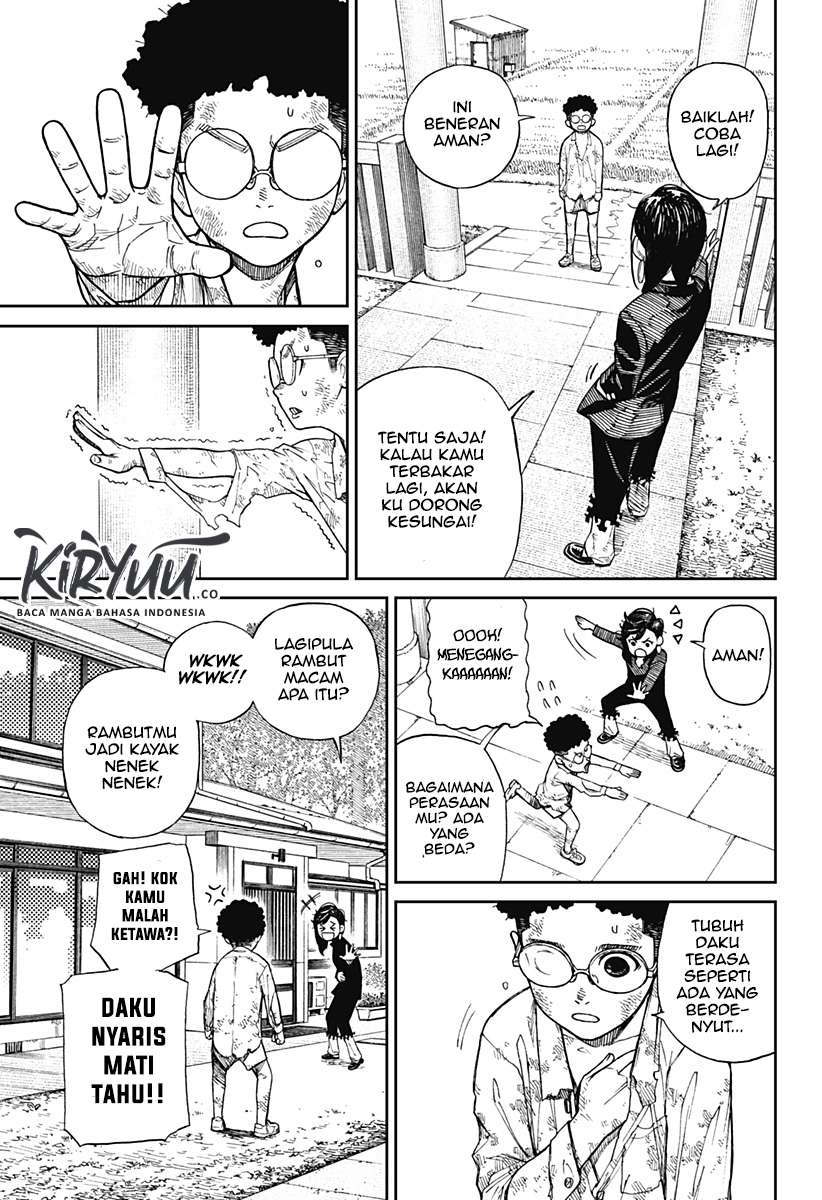 BAIKLAH!
COBA
LAGI!
INI
BENERAN
AMAN?
TENTU SAJA!
KALAU KAMU
TERBAKAR
LAGI, AKAN
KU DORONG
KESUNGAI!
KIRYUU.CO
BACA MANGA BAHASA INDONESIA
AMAN!
OOOH!
MENEGANG-
KAAAAAAN!
BAGAIMANA
PERASAAN
MU? ADA
YANG
BEDA?
LAGIPULA
RAMBUT
MACAM
APA ITU?
WKWK
WKWK!!
RAMBUTMU
JADI KAYAK
NENEK
NENEK!
GAH! KOK
KAMU
MALAH
KETAWA?!
DAKU
NYARIS
MATI
TAHU!!
TUBUH
DAKU
TERASA
SEPERTI
ADA YANG
BERDE-
NYUT...